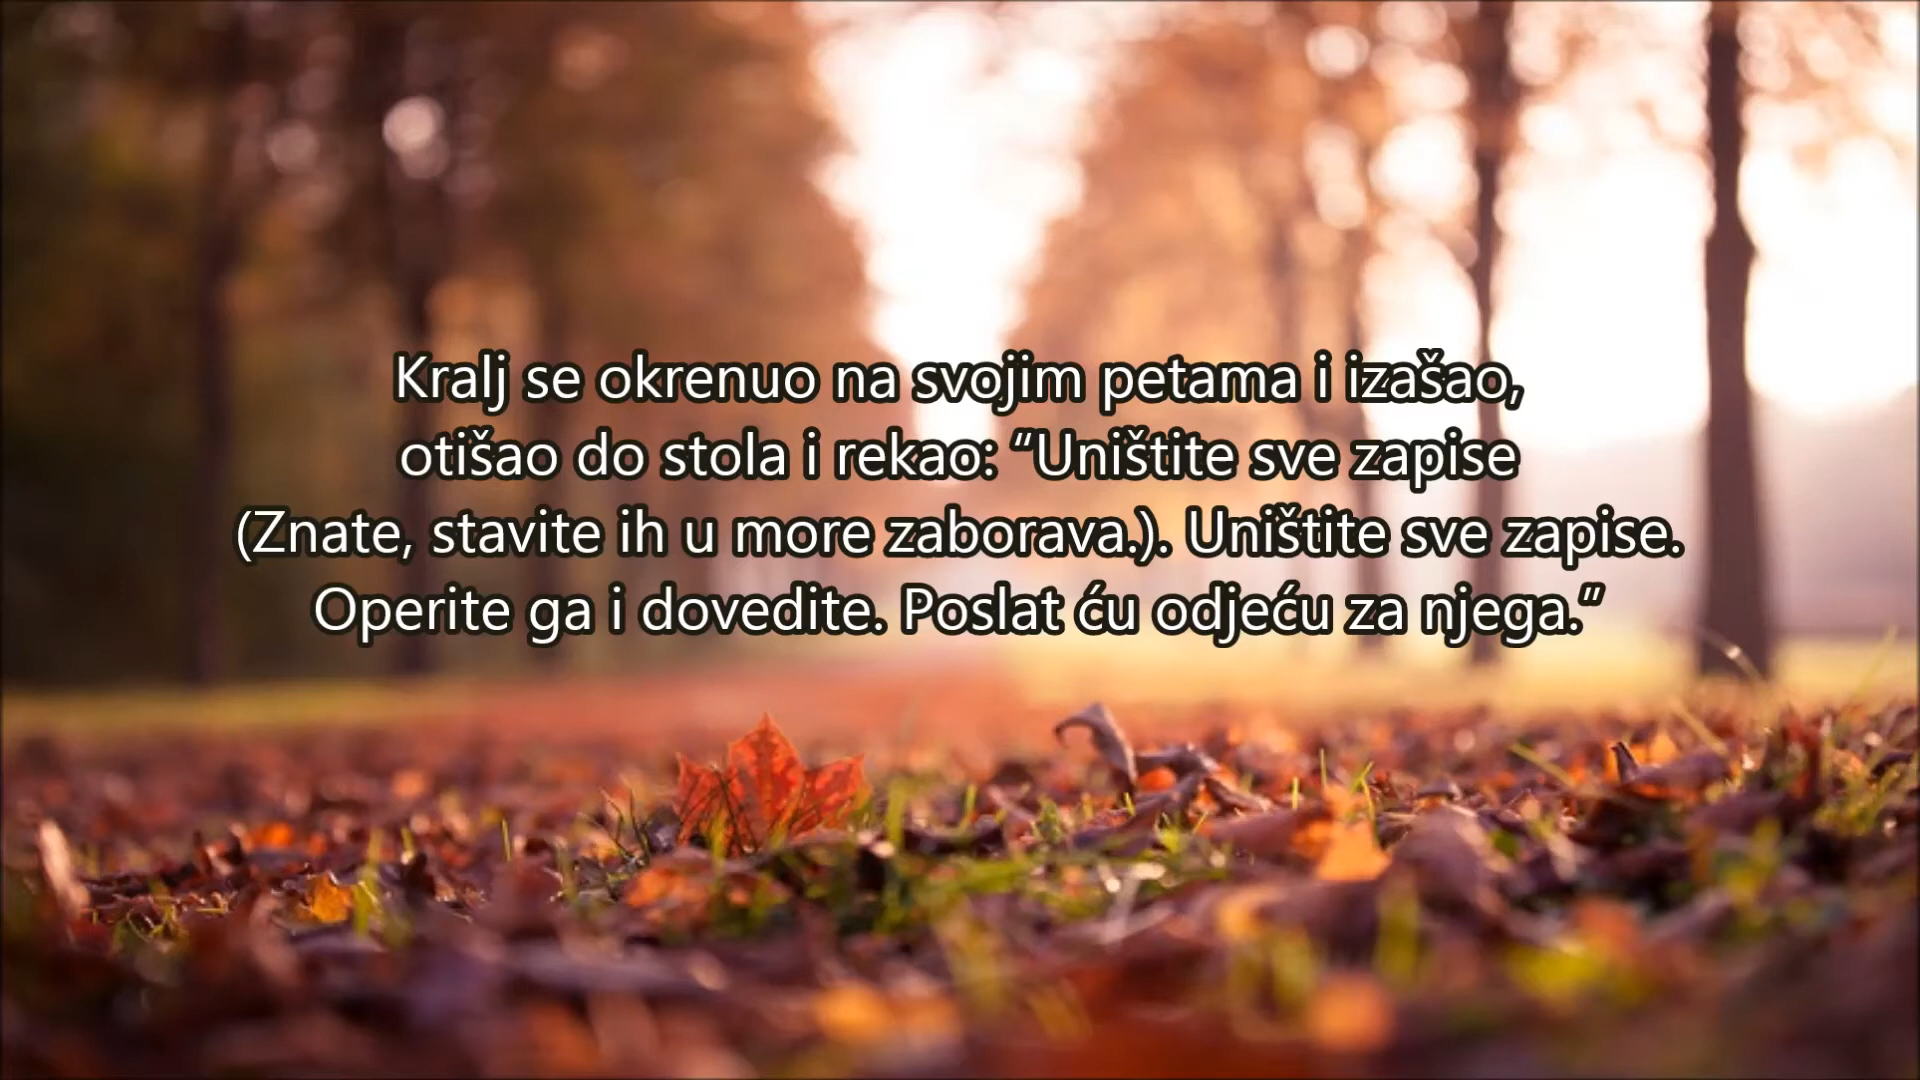 Kralj se okrenuo na svojim petama i izašao,
otišao do stola i rekao: “Uništite sve zapise
(Znate, stavite ih u more zaborava.). Uništite sve zapise.
Operite ga i dovedite. Poslat ću odjeću za njega.”